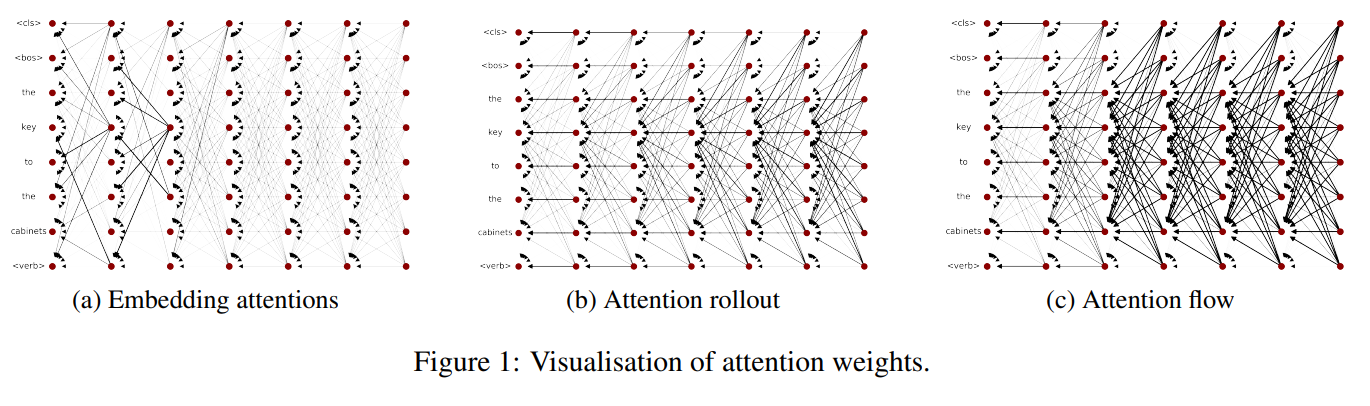 <cls>
<bos>
the
key
to
the
cabinets
<verb>
(a) Embedding attentions
<cls>
<bos>
the
key
to
the
cabinets
<verb>
(b) Attention rollout
<cls>
<bos>
the
key
to
the
cabinets
<verb>
(c) Attention flow
Figure 1: Visualisation of attention weights.